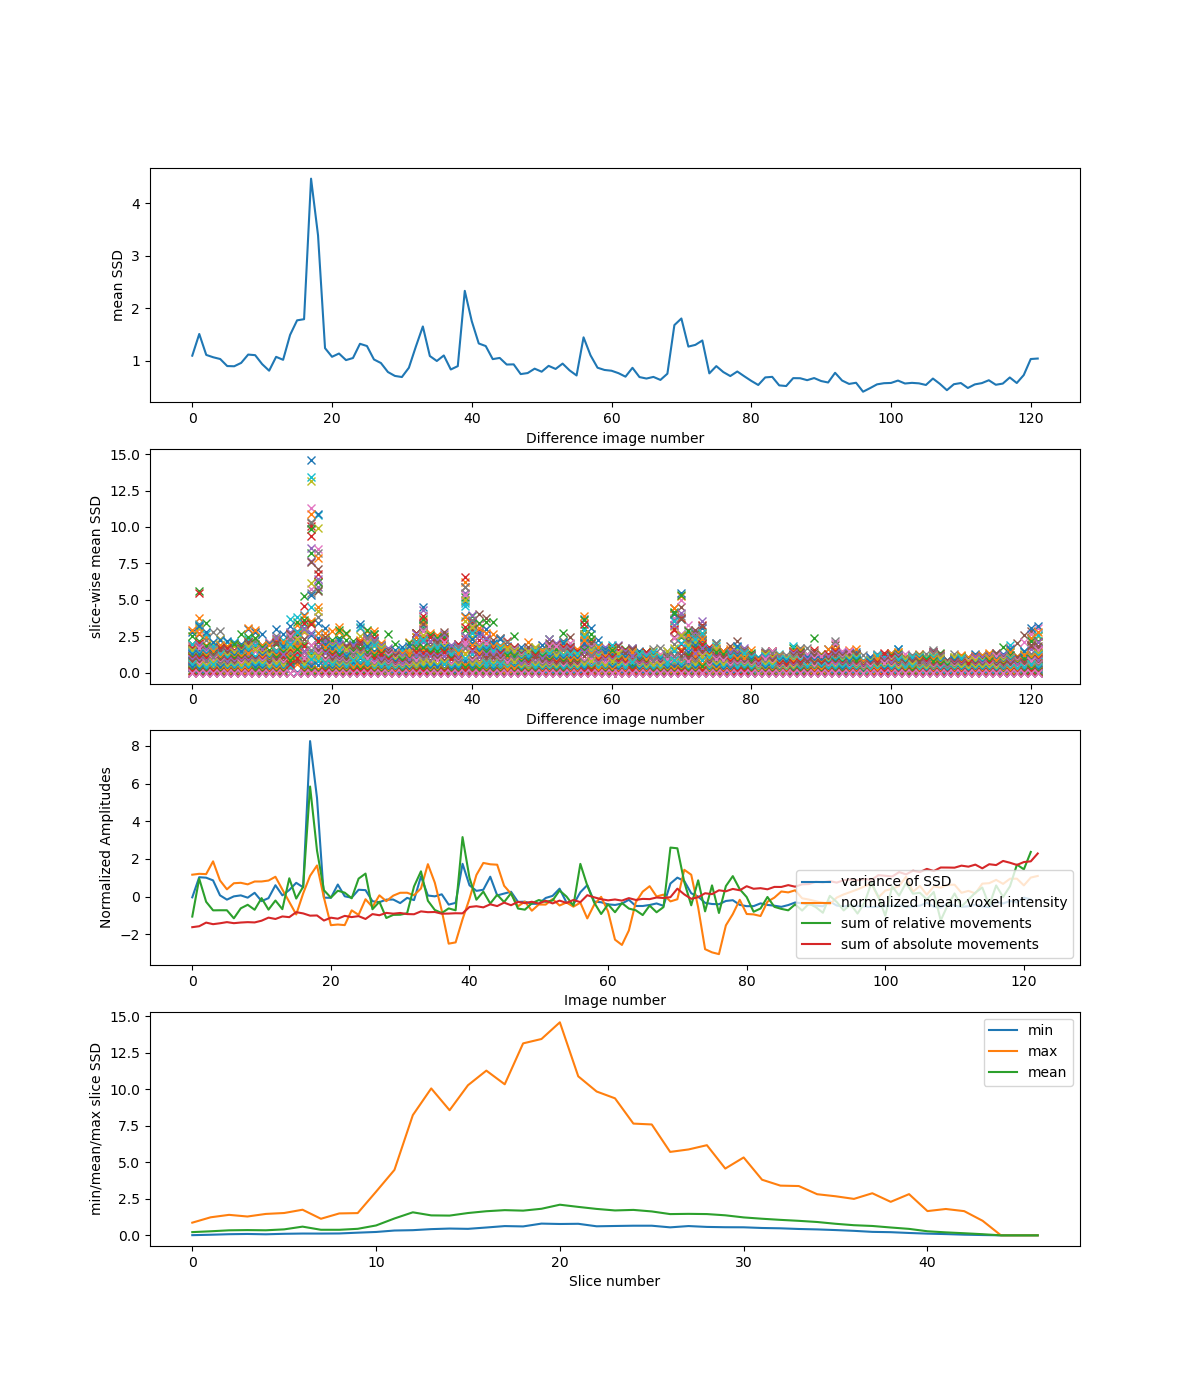 mean SSD
4
3
2
1
0 20 40 60 80 100 120
Difference image number
slice-wise mean SSD
15.0
12.5
10.0
7.5
5.0
2.5
0.0
0 20 40 60 80 100 120
Difference image number
Normalized Amplitudes
8
6
4
2
0
−2
variance of SSD
normalized mean voxel intensity
sum of relative movements
sum of absolute movements
0 20 40 60 80 100 120
Image number
min/mean/max slice SSD
15.0
12.5
10.0
7.5
5.0
2.5
0.0
min
max
mean
0 10 20 30 40
Slice number